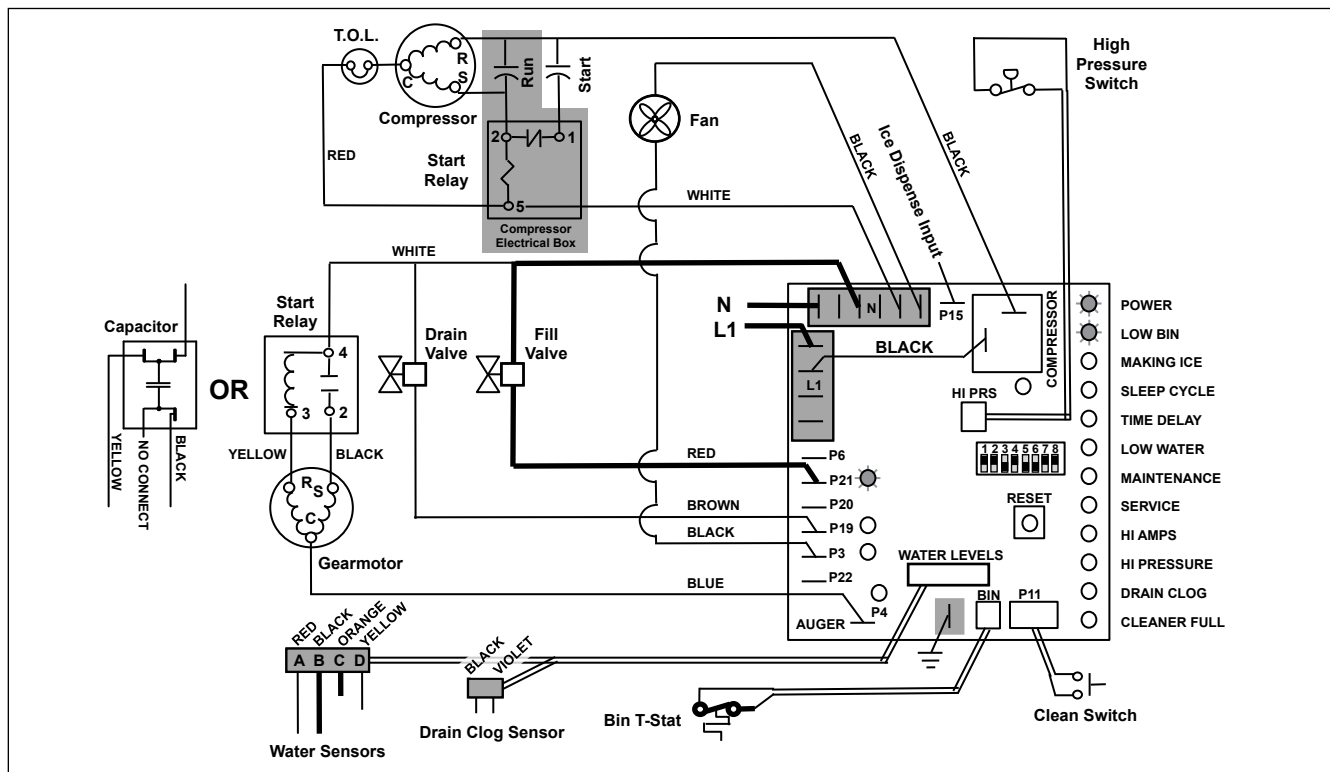 T.O.L.
R
S
C
Compressor
Run
Start
High
Pressure
Switch
Fan
2
1
Start
Relay
5
Compressor
Electrical Box
RED
WHITE
BLACK
Ice Dispense Input
BLACK
WHITE
Start
Relay
Capacitor
OR
4
3
2
YELLOW
NO CONNECT
BLACK
YELLOW
BLACK
R
S
C
Gearmotor
Drain
Valve
Fill
Valve
N
L1
N
P15
BLACK
L1
COMPRESSOR
HI PRS
1 2 3 4 5 6 7 8
RESET
POWER
LOW BIN
MAKING ICE
SLEEP CYCLE
TIME DELAY
LOW WATER
MAINTENANCE
SERVICE
HI AMPS
HI PRESSURE
DRAIN CLOG
CLEANER FULL
RED
P6
P21
BROWN
P20
P19
BLACK
P3
P22
BLUE
P4
AUGER
WATER LEVELS
BIN
P11
RED
BLACK
ORANGE
YELLOW
A B C D
Water Sensors
BLACK
VIOLET
Drain Clog Sensor
Bin T-Stat
Clean Switch